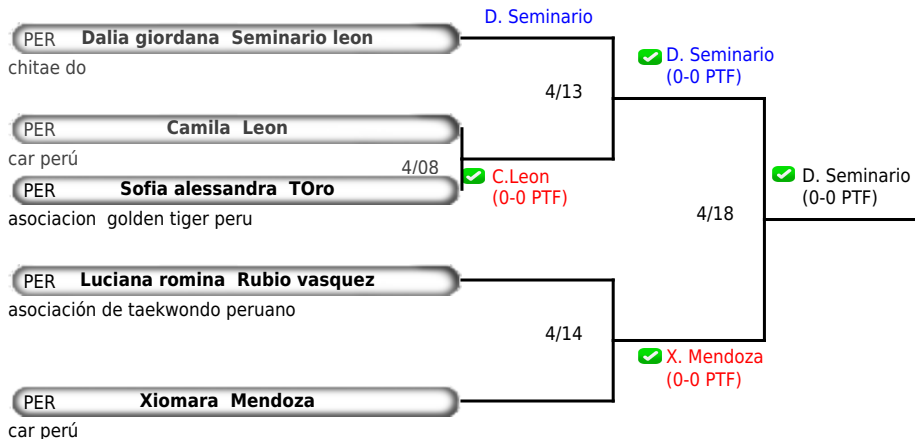 D. Seminario
PER Dalia giordana Seminario leon
chitae do
D. Seminario
(0-0 PTF)
4/13
PER Camila Leon
car perú
4/08
C.Leon
(0-0 PTF)
PER Sofia alessandra TOro
asociacion golden tiger peru
D. Seminario
(0-0 PTF)
4/18
PER Luciana romina Rubio vasquez
asociación de taekwondo peruano
4/14
X. Mendoza
(0-0 PTF)
PER Xiomara Mendoza
car perú